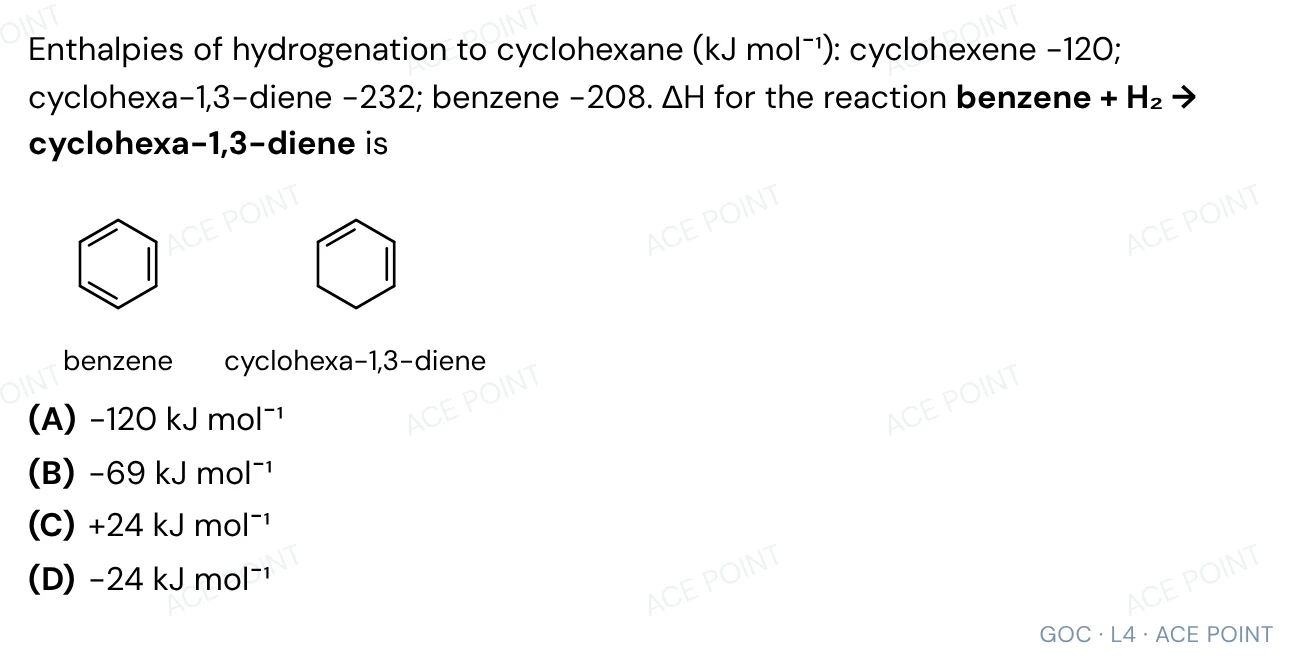 Enthalpies of hydrogenation to cyclohexane (kJ mol⁻¹): cyclohexene −120;
cyclohexa-1,3-diene −232; benzene −208. ΔH for the reaction benzene + H₂ →
cyclohexa-1,3-diene is
benzene cyclohexa-1,3-diene
(A) −120 kJ mol⁻¹
(B) −69 kJ mol⁻¹
(C) +24 kJ mol⁻¹
(D) −24 kJ mol⁻¹
GOC · L4 · ACE POINT
ACE POINT